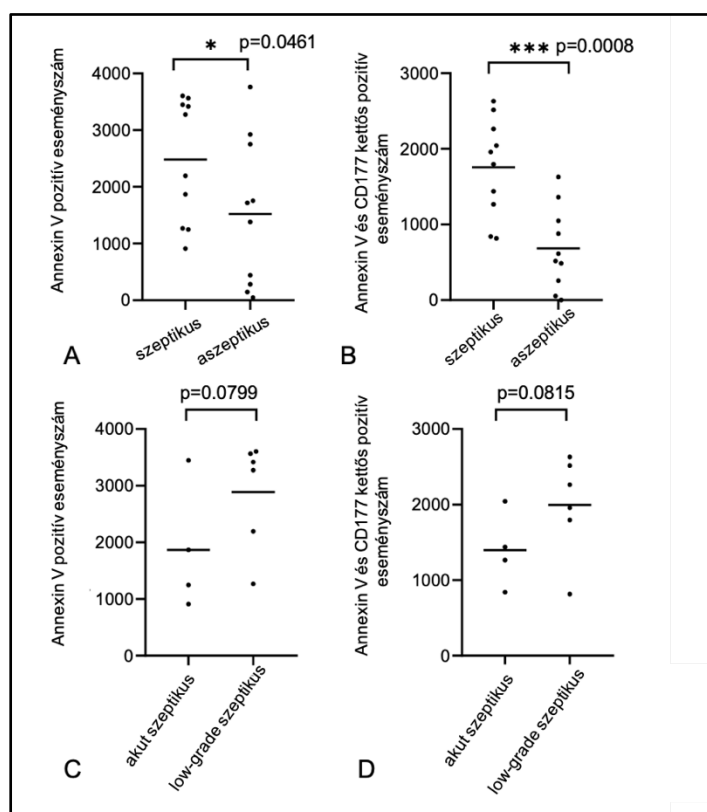 * p=0.0461
Annexin V pozitív eseményszám
4000
3000
2000
1000
0
szeptikus
aszeptikus
A
*** p=0.0008
Annexin V és CD177 kettős pozitív
eseményszám
3000
2000
1000
0
szeptikus
aszeptikus
B
p=0.0799
Annexin V pozitív eseményszám
4000
3000
2000
1000
0
akut szeptikus
low-grade szeptikus
C
p=0.0815
Annexin V és CD177 kettős pozitív
eseményszám
3000
2000
1000
0
akut szeptikus
low-grade szeptikus
D